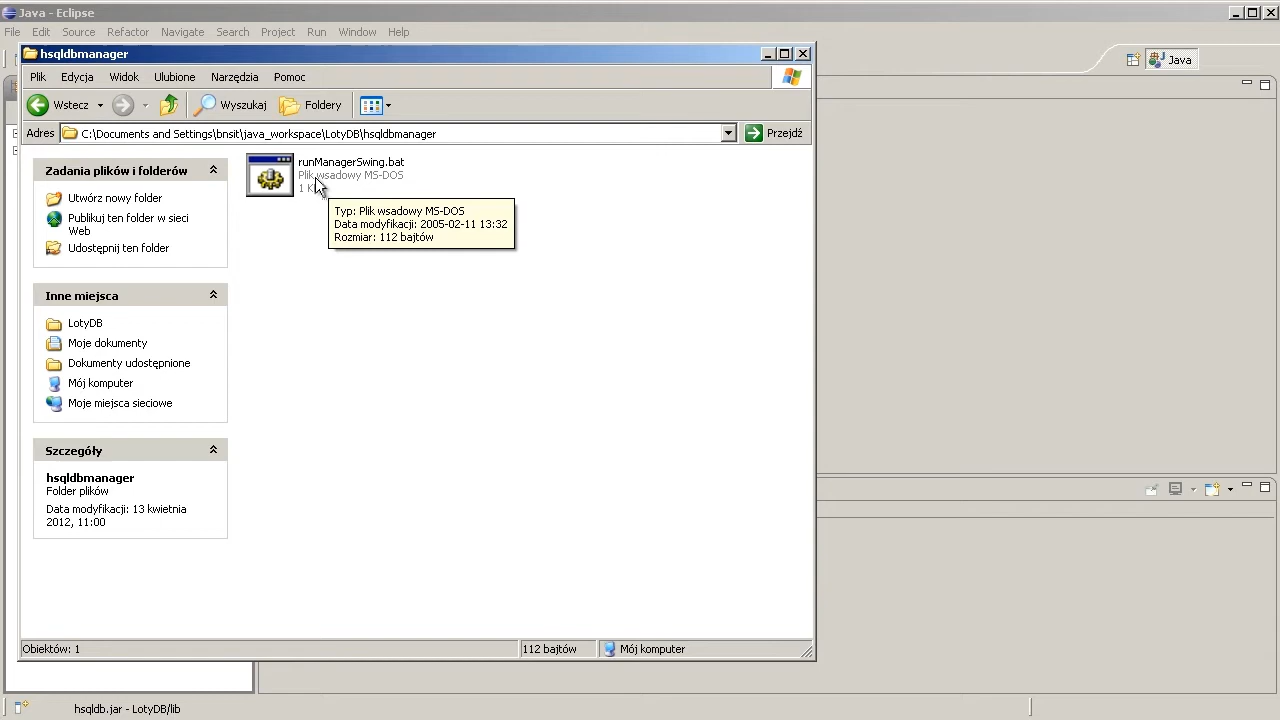 Java - Eclipse
File Edit Source Refactor Navigate Search Project Run Window Help
hsqldbmanager
Plik Edycja Widok Ulubione Narzędzia Pomoc
Java
Wstecz Wyszukaj Foldery
Adres C:\Documents and Settings\bnsit\java_workspace\LotyDB\hsqldbmanager Przejdź
Zadania plików i folderów
Utwórz nowy folder
Publikuj ten folder w sieci
Web
Udostępnij ten folder
Inne miejsca
LotyDB
Moje dokumenty
Dokumenty udostępnione
Mój komputer
Moje miejsca sieciowe
Szczegóły
hsqldbmanager
Folder plików
Data modyfikacji: 13 kwietnia
2012, 11:00
runManagerSwing.bat
Plik wsadowy MS-DOS
1 K
Typ: Plik wsadowy MS-DOS
Data modyfikacji: 2005-02-11 13:32
Rozmiar: 112 bajtów
Obiektów: 1 112 bajtów Mój komputer
hsqldb.jar - LotyDB/lib